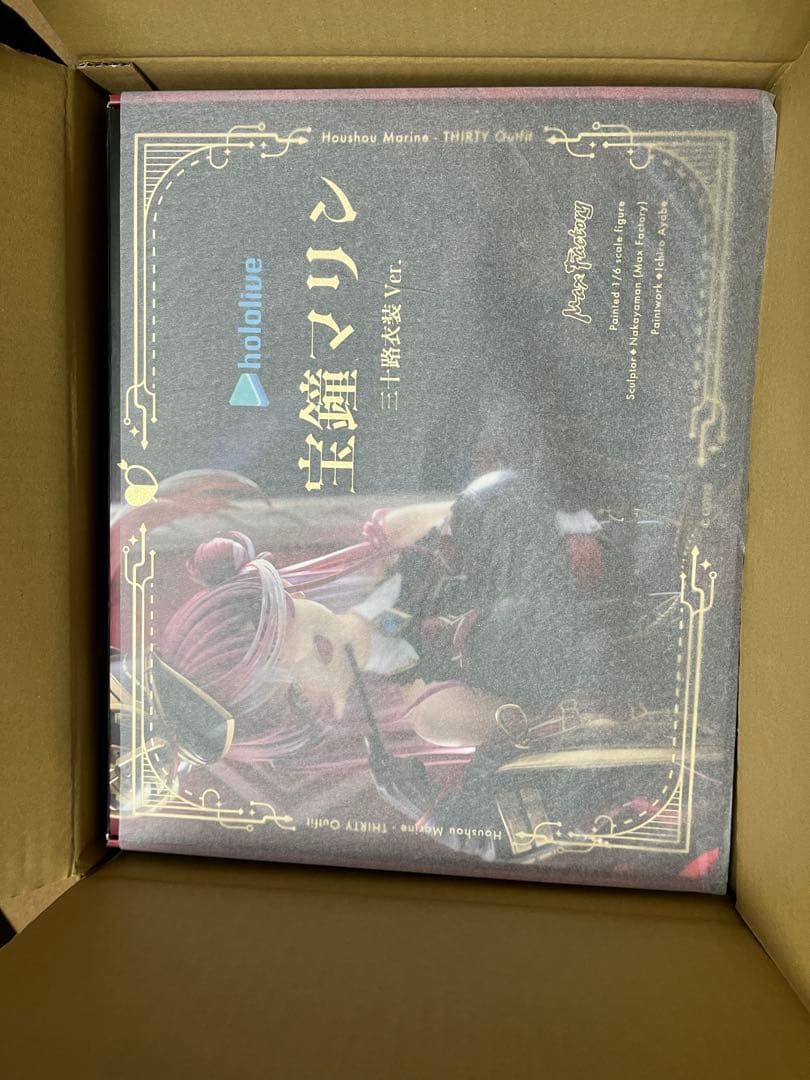 Houshou Marine - THIRTY Outfit
hololive
宝鐘マリン
三十路衣装 Ver.
Max Factory
Painted 1/6 scale figure
Sculptor◆Nakayaman (Max Factory)
Paintwork◆Ichiro Ayabe
Houshou Marine - THIRTY Outfit